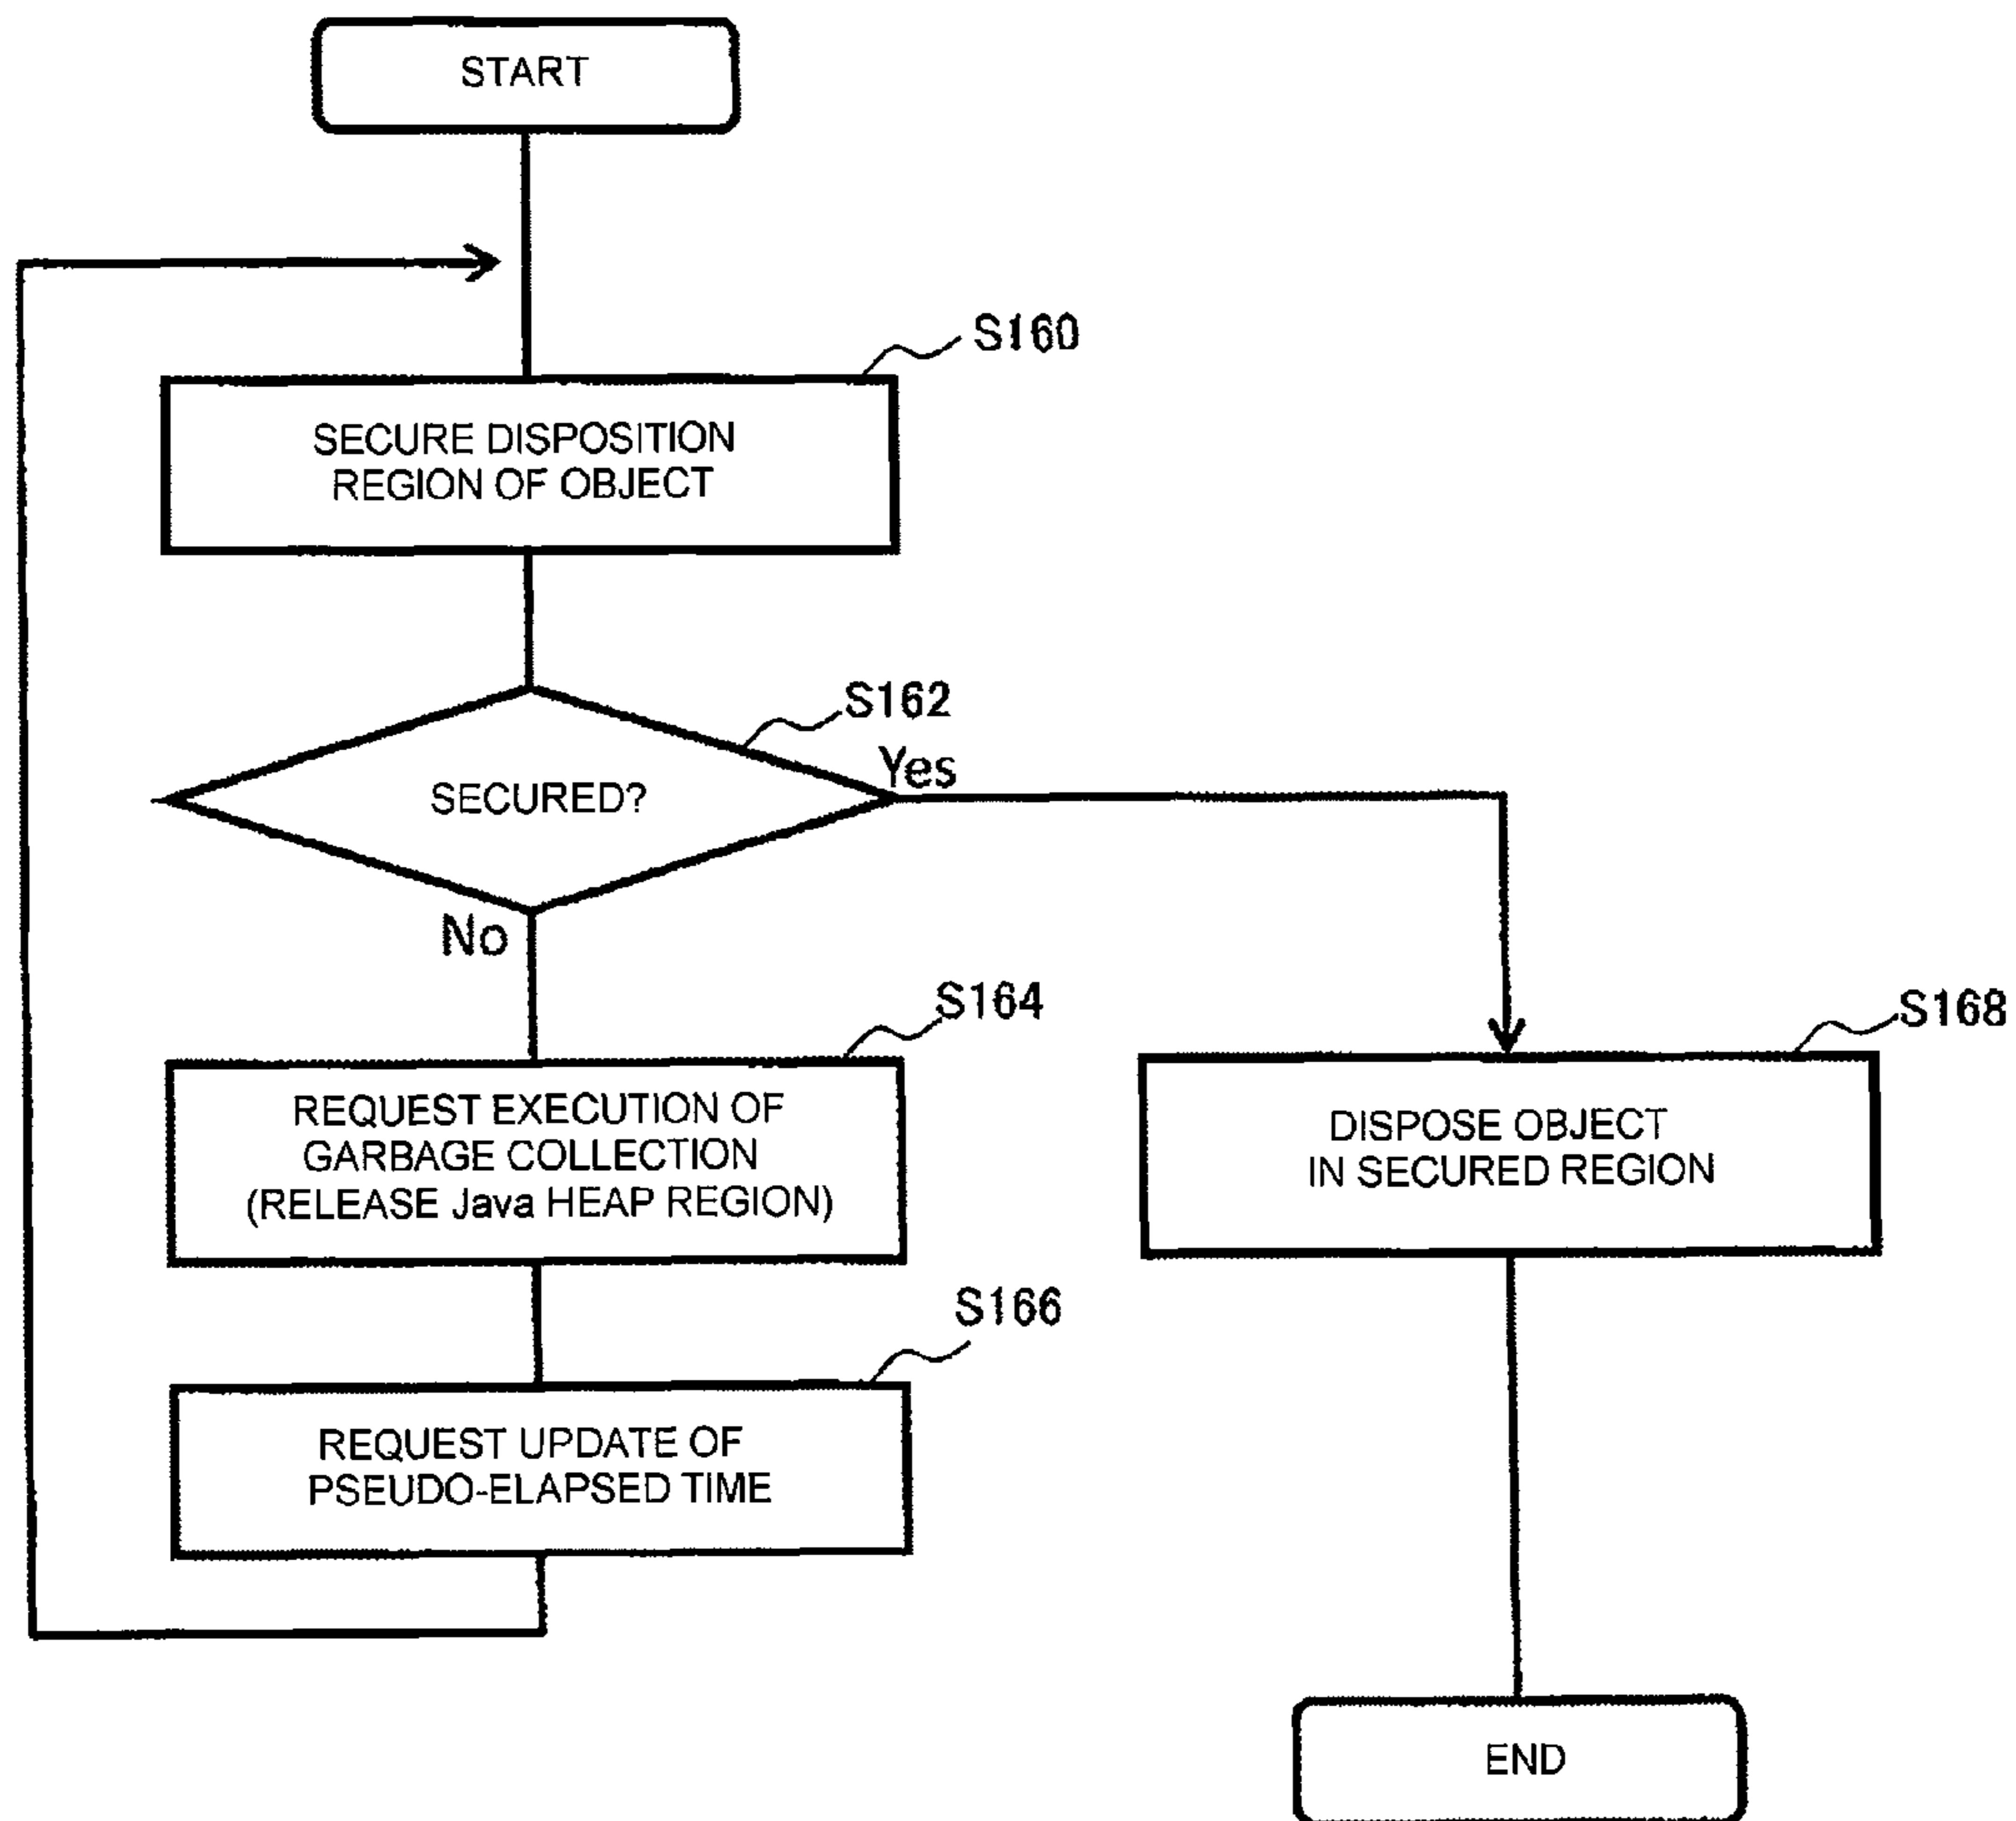 START
S160
SECURE DISPOSITION
REGION OF OBJECT
S162
SECURED?
Yes
No
S164
REQUEST EXECUTION OF
GARBAGE COLLECTION
(RELEASE Java HEAP REGION)
S168
DISPOSE OBJECT
IN SECURED REGION
S166
REQUEST UPDATE OF
PSEUDO-ELAPSED TIME
END